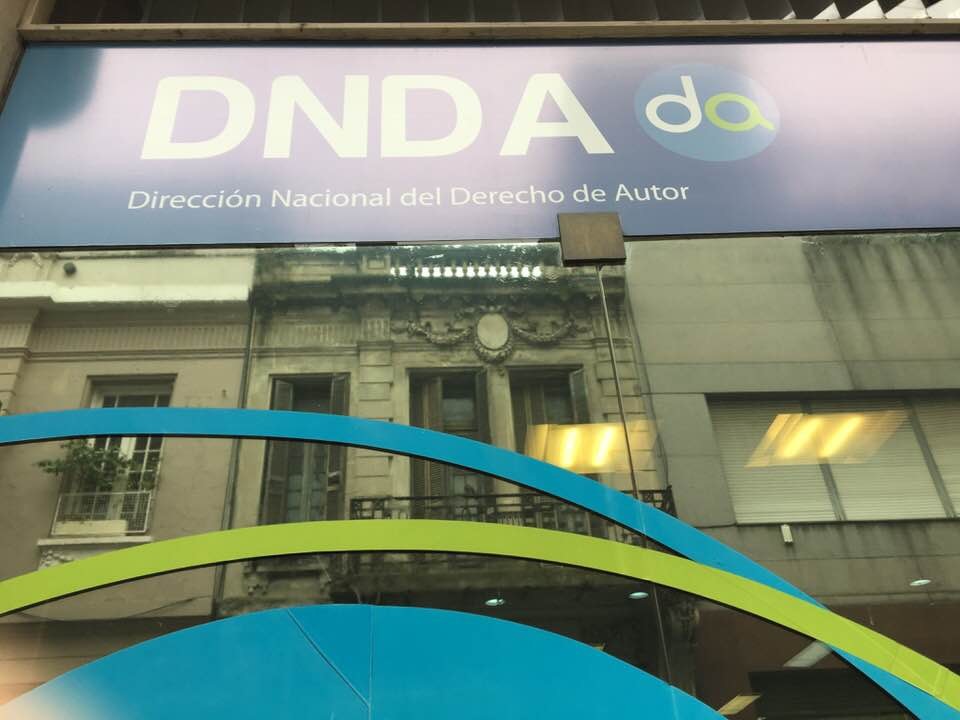 DNDA da
Dirección Nacional del Derecho de Autor